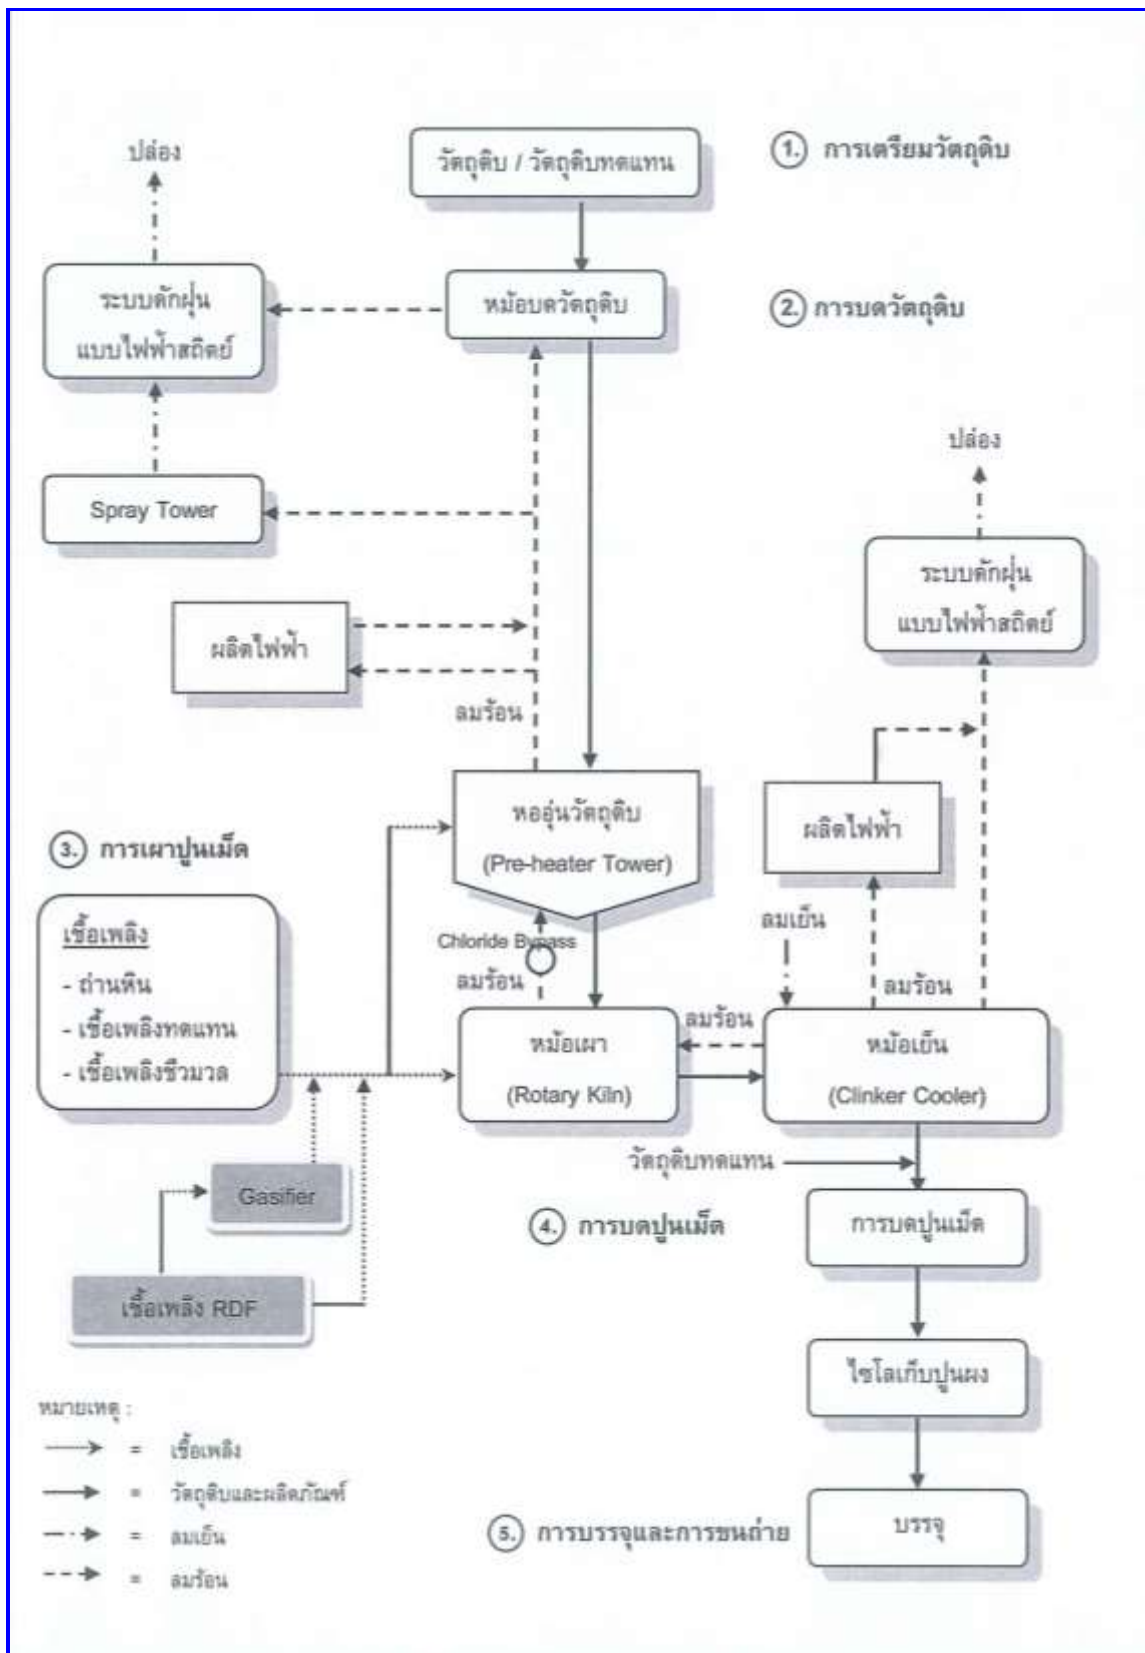 ปล่อง
วัตถุดิบ / วัตถุดิบทดแทน
1. การเตรียมวัตถุดิบ
ระบบดักฝุ่น
แบบไฟฟ้าสถิตย์
หม้อบดวัตถุดิบ
2. การบดวัตถุดิบ
ปล่อง
Spray Tower
ระบบดักฝุ่น
แบบไฟฟ้าสถิตย์
ผลิตไฟฟ้า
ลมร้อน
หออุ่นวัตถุดิบ
(Pre-heater Tower)
ผลิตไฟฟ้า
3. การเผาปูนเม็ด
เชื้อเพลิง
- ถ่านหิน
- เชื้อเพลิงทดแทน
- เชื้อเพลิงชีวมวล
Chloride Bypass
ลมร้อน
ลมเย็น
ลมร้อน
ลมร้อน
หม้อเผา
(Rotary Kiln)
หม้อเย็น
(Clinker Cooler)
วัตถุดิบทดแทน
Gasifier
4. การบดปูนเม็ด
การบดปูนเม็ด
เชื้อเพลิง RDF
ไซโลเก็บปูนผง
หมายเหตุ :
= เชื้อเพลิง
= วัตถุดิบและผลิตภัณฑ์
= ลมเย็น
= ลมร้อน
5. การบรรจุและการขนถ่าย
บรรจุ